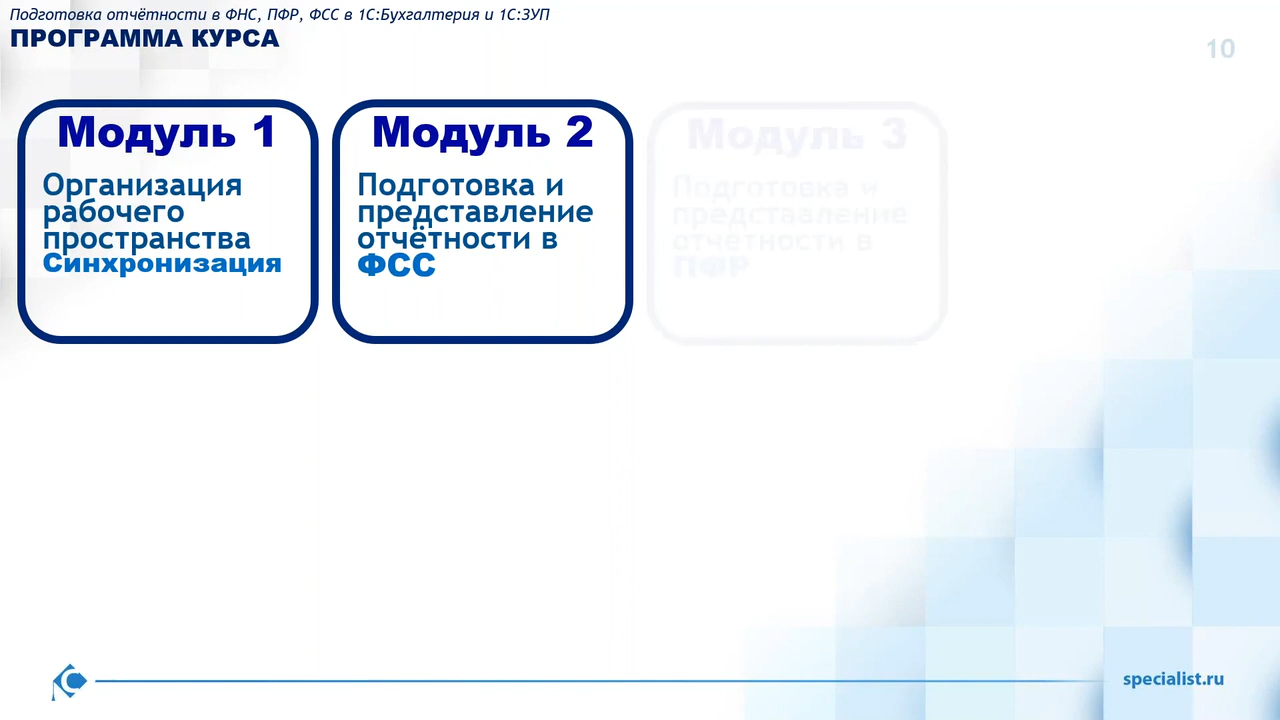 Подготовка отчётности в ФНС, ПФР, ФСС в 1С:Бухгалтерия и 1С:ЗУП
ПРОГРАММА КУРСА
10
Модуль 1
Организация
рабочего
пространства
Синхронизация
Модуль 2
Подготовка и
представление
отчётности в
ФСС
Модуль 3
Подготовка и
представление
отчётности в
ПФР
specialist.ru